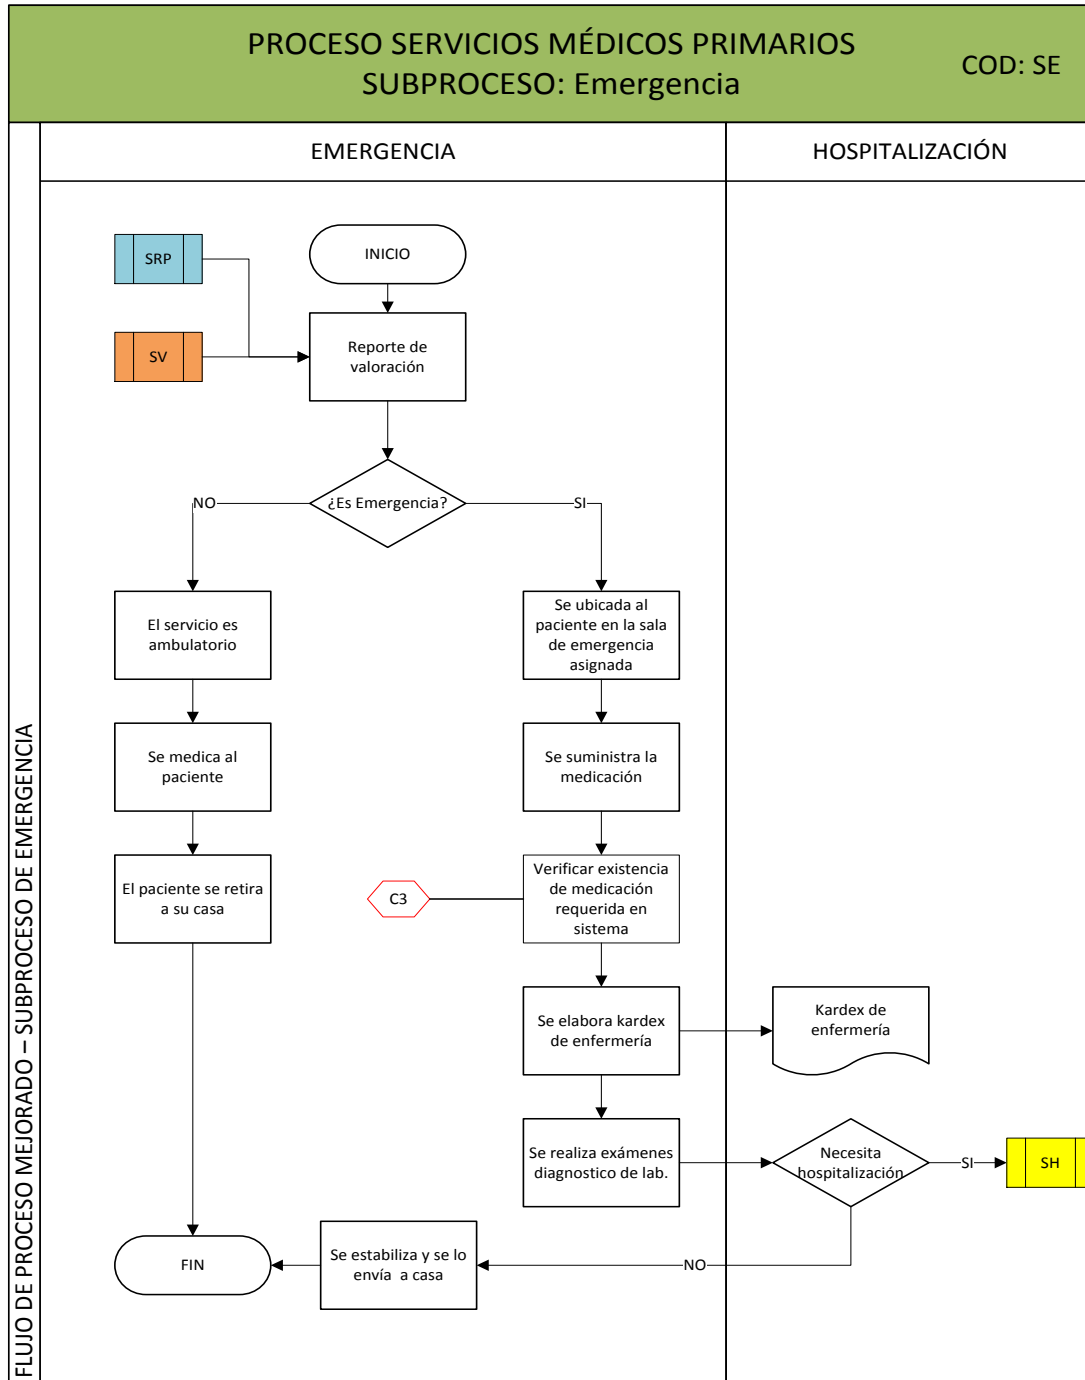 PROCESO SERVICIOS MÉDICOS PRIMARIOS
SUBPROCESO: Emergencia
COD: SE
EMERGENCIA
HOSPITALIZACIÓN
FLUJO DE PROCESO MEJORADO – SUBPROCESO DE EMERGENCIA
SRP
INICIO
SV
Reporte de
valoración
¿Es Emergencia?
NO
SI
El servicio es
ambulatorio
Se ubicada al
paciente en la sala
de emergencia
asignada
Se medica al
paciente
Se suministra la
medicación
El paciente se retira
a su casa
C3
Verificar existencia
de medicación
requerida en
sistema
Se elabora kardex
de enfermería
Kardex de
enfermería
Se realiza exámenes
diagnostico de lab.
Necesita
hospitalización
SI
SH
FIN
Se estabiliza y se lo
envía a casa
NO